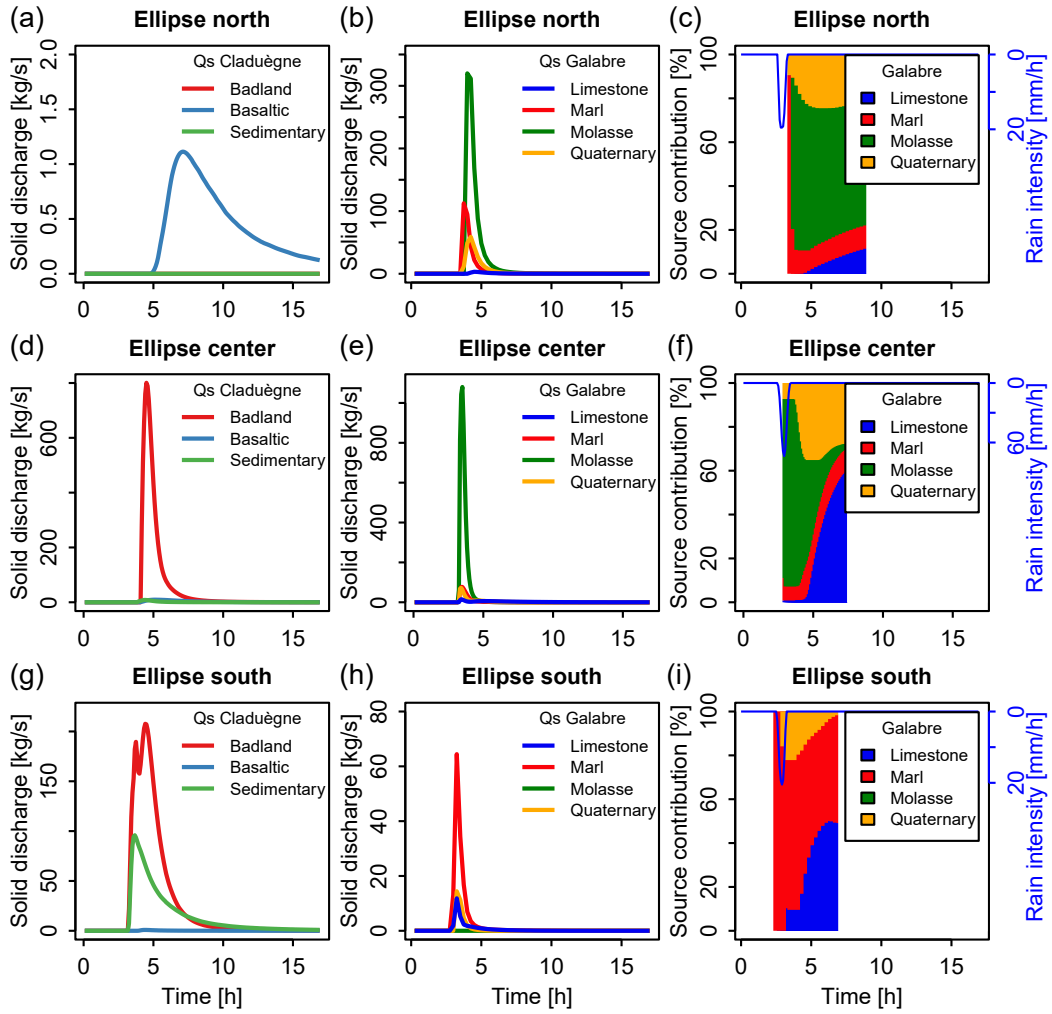 (a) Ellipse north
Solid discharge [kg/s]
2.0
1.5
1.0
0.5
0.0
Qs Claduègne
Badland
Basaltic
Sedimentary
0 5 10 15
(b) Ellipse north
Solid discharge [kg/s]
300
200
100
0
Qs Galabre
Limestone
Marl
Molasse
Quaternary
0 5 10 15
(c) Ellipse north
Source contribution [%]
100
60
20
0
Galabre
Limestone
Marl
Molasse
Quaternary
0
20
Rain intensity [mm/h]
0 5 10 15
(d) Ellipse center
Solid discharge [kg/s]
600
200
0
Qs Claduègne
Badland
Basaltic
Sedimentary
0 5 10 15
(e) Ellipse center
Solid discharge [kg/s]
800
400
0
Qs Galabre
Limestone
Marl
Molasse
Quaternary
0 5 10 15
(f) Ellipse center
Source contribution [%]
100
60
20
0
Galabre
Limestone
Marl
Molasse
Quaternary
0
60
Rain intensity [mm/h]
0 5 10 15
(g) Ellipse south
Solid discharge [kg/s]
150
50
0
Qs Claduègne
Badland
Basaltic
Sedimentary
0 5 10 15
Time [h]
(h) Ellipse south
Solid discharge [kg/s]
80
60
40
20
0
Qs Galabre
Limestone
Marl
Molasse
Quaternary
0 5 10 15
Time [h]
(i) Ellipse south
Source contribution [%]
100
60
20
0
Galabre
Limestone
Marl
Molasse
Quaternary
0
20
Rain intensity [mm/h]
0 5 10 15
Time [h]